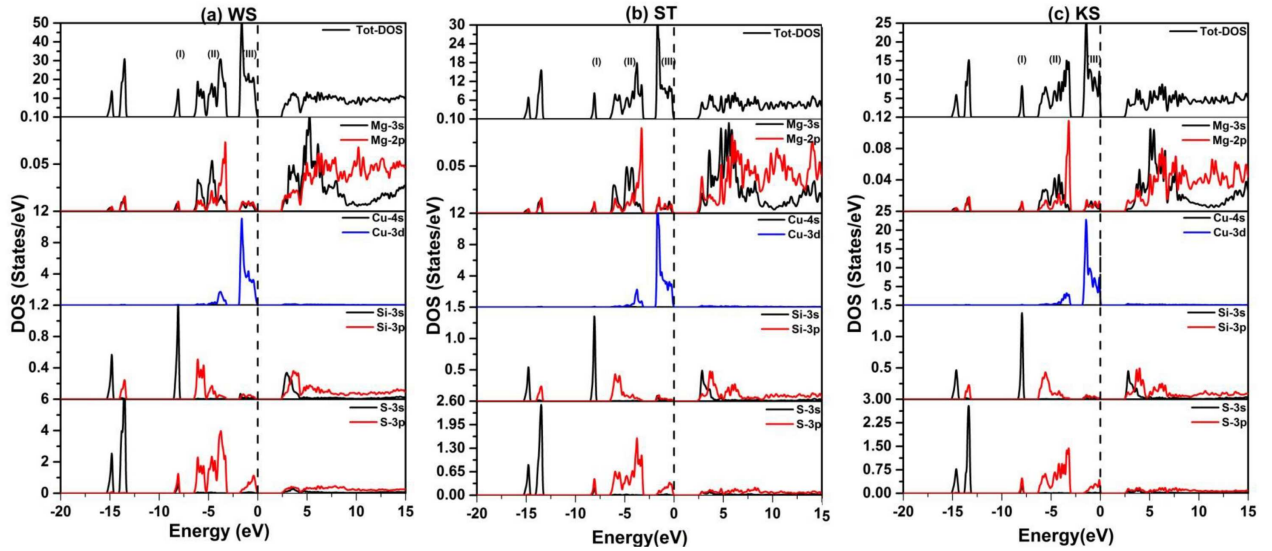 (a) WS
50
40
30
20
10
0.10
0.05
12
4
1.2
0.8
0.4
6
4
2
0
DOS (States/eV)
Tot-DOS
(I) (II) (III)
Mg-3s
Mg-2p
Cu-4s
Cu-3d
Si-3s
Si-3p
S-3s
S-3p
-20 -15 -10 -5 0 5 10 15
Energy (eV)
(b) ST
30
24
18
12
6
0.10
0.05
12
4
1.5
1.0
0.5
2.60
1.95
1.30
0.65
0.00
DOS (States/eV)
Tot-DOS
(I) (II) (III)
Mg-3s
Mg-2p
Cu-4s
Cu-3d
Si-3s
Si-3p
S-3s
S-3p
-20 -15 -10 -5 0 5 10 15
Energy(eV)
(c) KS
25
20
15
10
5
0.12
0.08
0.04
25
20
15
10
5
1.5
1.0
0.5
3.00
2.25
1.50
0.75
0.00
DOS (States/eV)
Tot-DOS
(I) (II) (III)
Mg-3s
Mg-2p
Cu-4s
Cu-3d
Si-3s
Si-3p
S-3s
S-3p
-20 -15 -10 -5 0 5 10 15
Energy(eV)